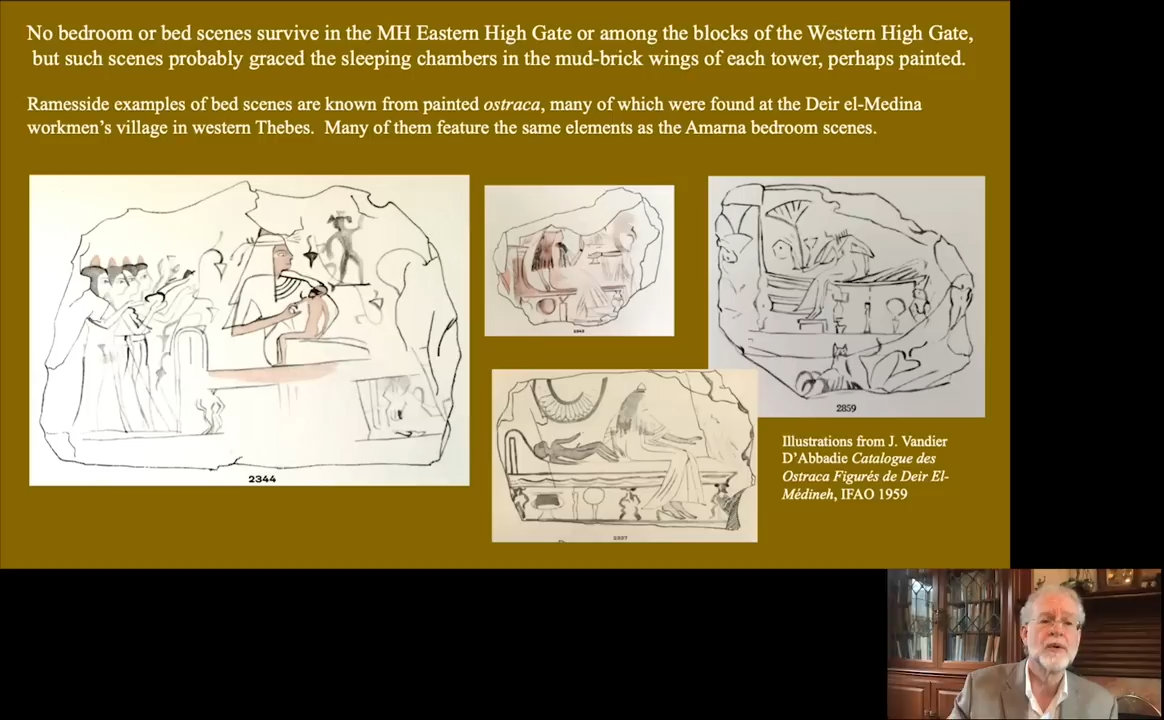 No bedroom or bed scenes survive in the MH Eastern High Gate or among the blocks of the Western High Gate,
but such scenes probably graced the sleeping chambers in the mud-brick wings of each tower, perhaps painted.
Ramesside examples of bed scenes are known from painted ostraca, many of which were found at the Deir el-Medina
workmen's village in western Thebes. Many of them feature the same elements as the Amarna bedroom scenes.
2344
2859
Illustrations from J. Vandier
D'Abbadie Catalogue des
Ostraca Figurés de Deir El-
Médineh, IFAO 1959